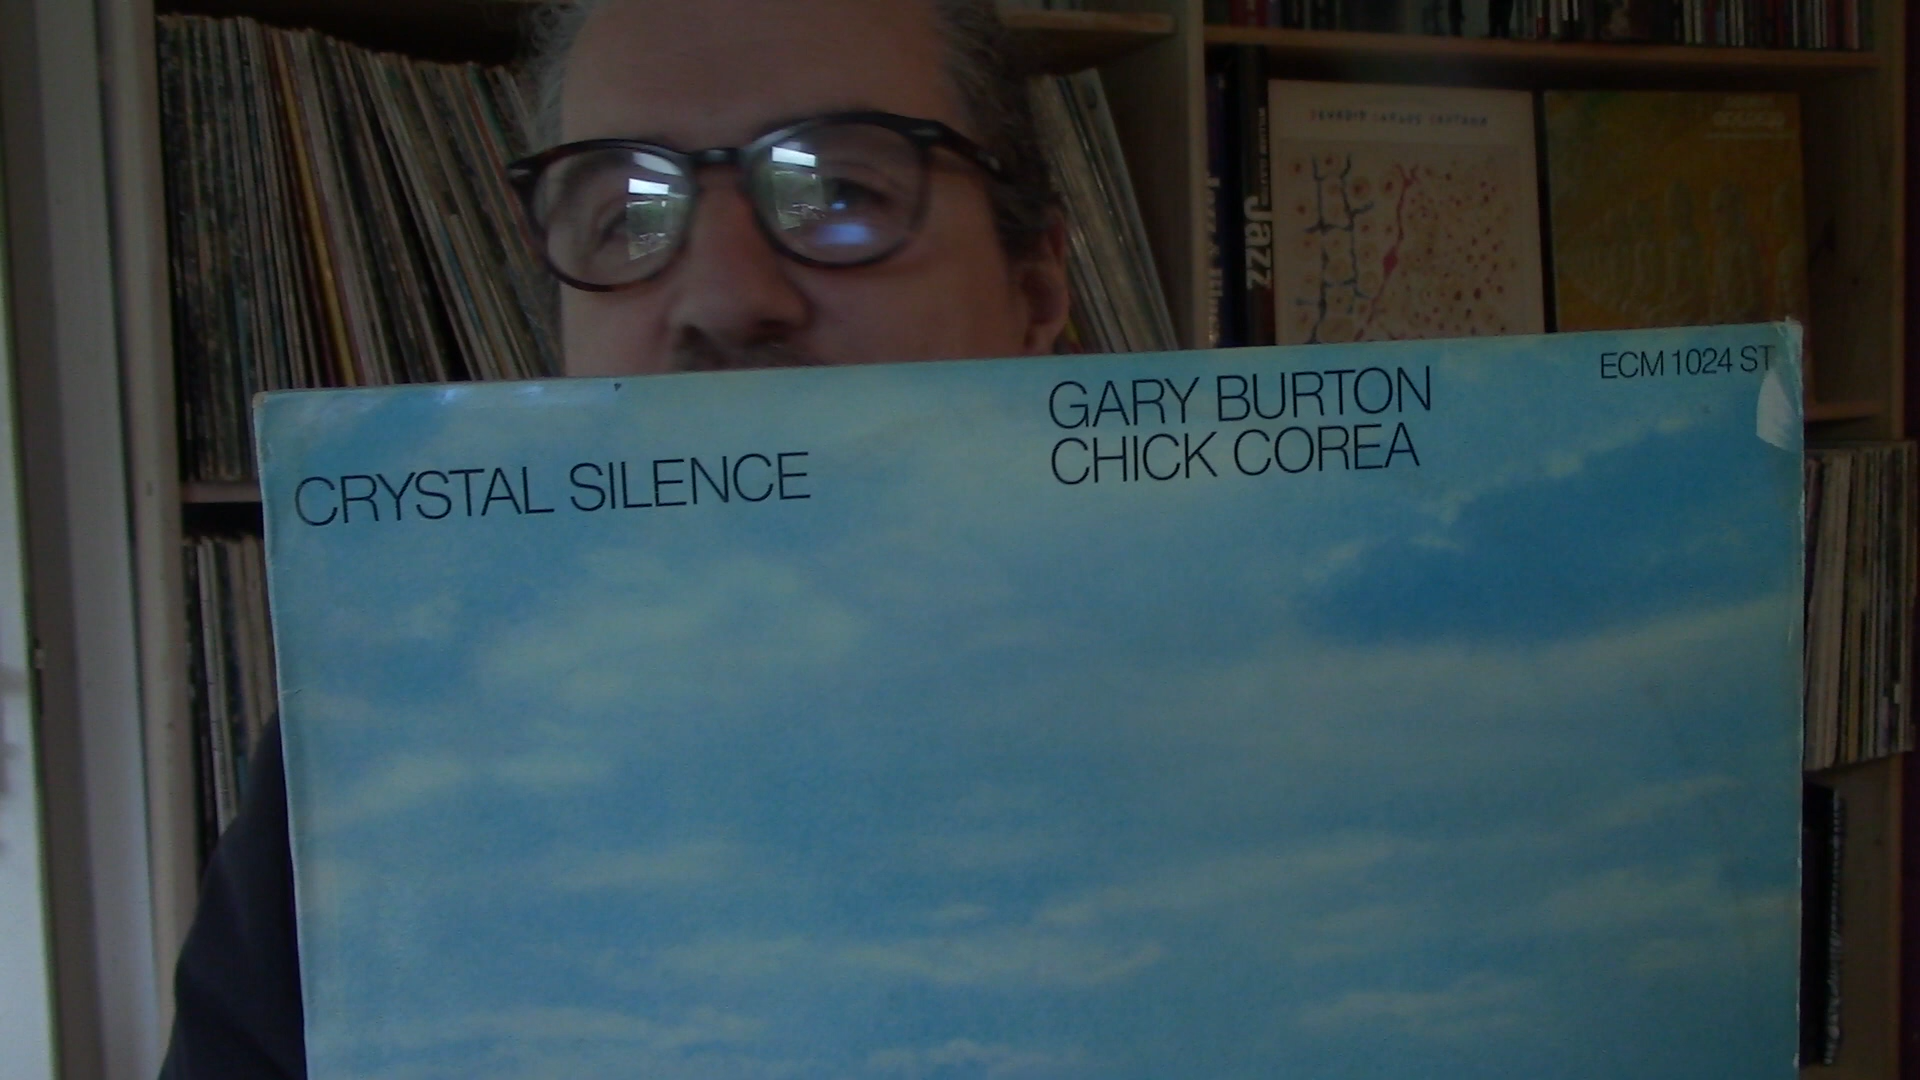 CRYSTAL SILENCE
GARY BURTON
CHICK COREA
ECM 1024 ST
Jazz